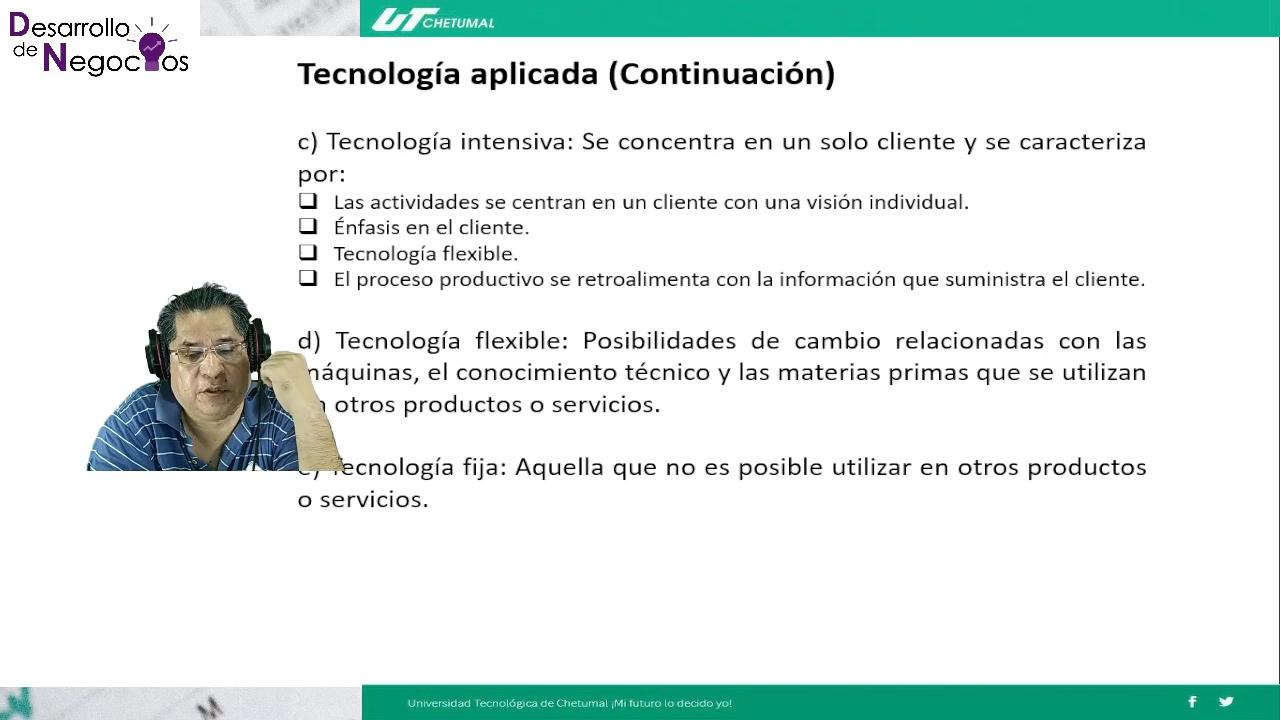 Desarrollo
de Negocios
UT CHETUMAL
Tecnología aplicada (Continuación)
c) Tecnología intensiva: Se concentra en un solo cliente y se caracteriza
por:
Las actividades se centran en un cliente con una visión individual.
Énfasis en el cliente.
Tecnología flexible.
El proceso productivo se retroalimenta con la información que suministra el cliente.
d) Tecnología flexible: Posibilidades de cambio relacionadas con las
máquinas, el conocimiento técnico y las materias primas que se utilizan
otros productos o servicios.
Tecnología fija: Aquella que no es posible utilizar en otros productos
o servicios.
Universidad Tecnológica de Chetumal ¡Mi futuro lo decido yo!